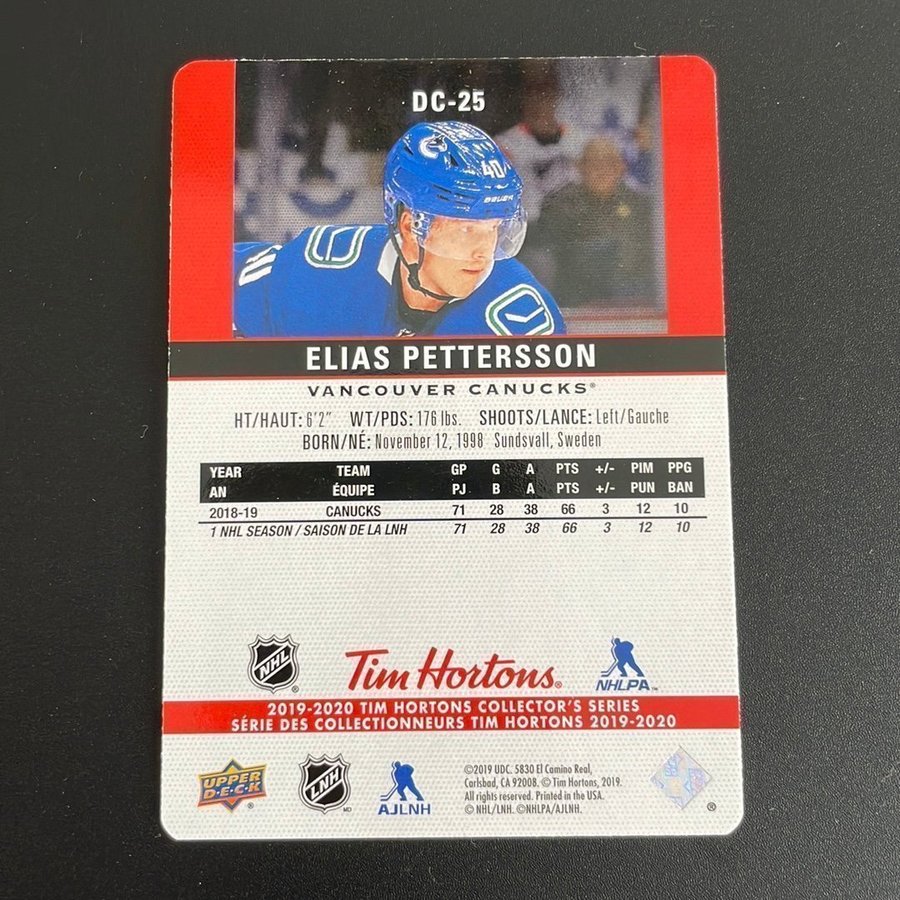 DC-25
40
BAUER
40
ELIAS PETTERSSON
VANCOUVER CANUCKS®
HT/HAUT: 6'2" WT/PDS: 176 lbs. SHOOTS/LANCE: Left/Gauche
BORN/NÉ: November 12, 1998 Sundsvall, Sweden
YEAR TEAM GP G A PTS +/- PIM PPG
AN ÉQUIPE PJ B A PTS +/- PUN BAN
2018-19 CANUCKS 71 28 38 66 3 12 10
1 NHL SEASON / SAISON DE LA LNH 71 28 38 66 3 12 10
NHL ® Tim Hortons® NHLPA™
2019-2020 TIM HORTONS COLLECTOR'S SERIES
SÉRIE DES COLLECTIONNEURS TIM HORTONS 2019-2020
UPPER DECK ® LNH MD AJLNH ®
©2019 UDC. 5830 El Camino Real,
Carlsbad, CA 92008. © Tim Hortons, 2019.
All rights reserved. Printed in the USA.
© NHL/LNH. ©NHLPA/AJLNH.